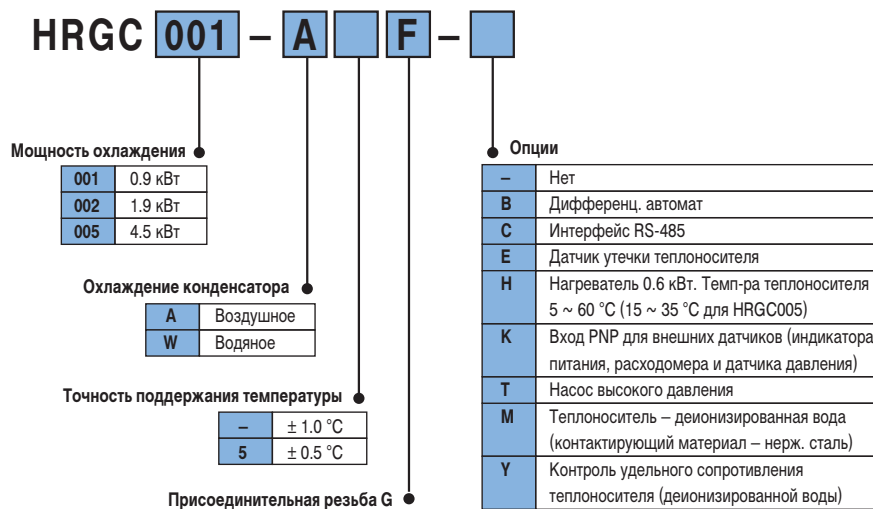 HRGC 001 – A F –
Мощность охлаждения
001 0.9 кВт
002 1.9 кВт
005 4.5 кВт
Охлаждение конденсатора
A Воздушное
W Водяное
Точность поддержания температуры
– ± 1.0 °C
5 ± 0.5 °C
Присоединительная резьба G
Опции
– Нет
B Дифференц. автомат
C Интерфейс RS-485
E Датчик утечки теплоносителя
H Нагреватель 0.6 кВт. Темп-ра теплоносителя
5 ~ 60 °C (15 ~ 35 °C для HRGC005)
K Вход PNP для внешних датчиков (индикатора
питания, расходомера и датчика давления)
T Насос высокого давления
M Теплоноситель – деионизированная вода
(контактирующий материал – нерж. сталь)
Y Контроль удельного сопротивления
теплоносителя (деионизированной воды)